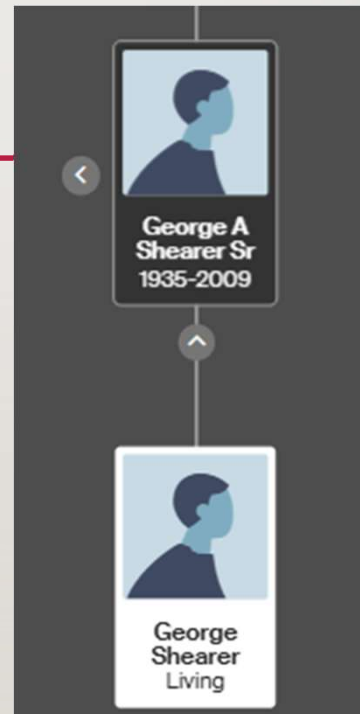 George A
Shearer Sr
1935-2009
George
Shearer
Living